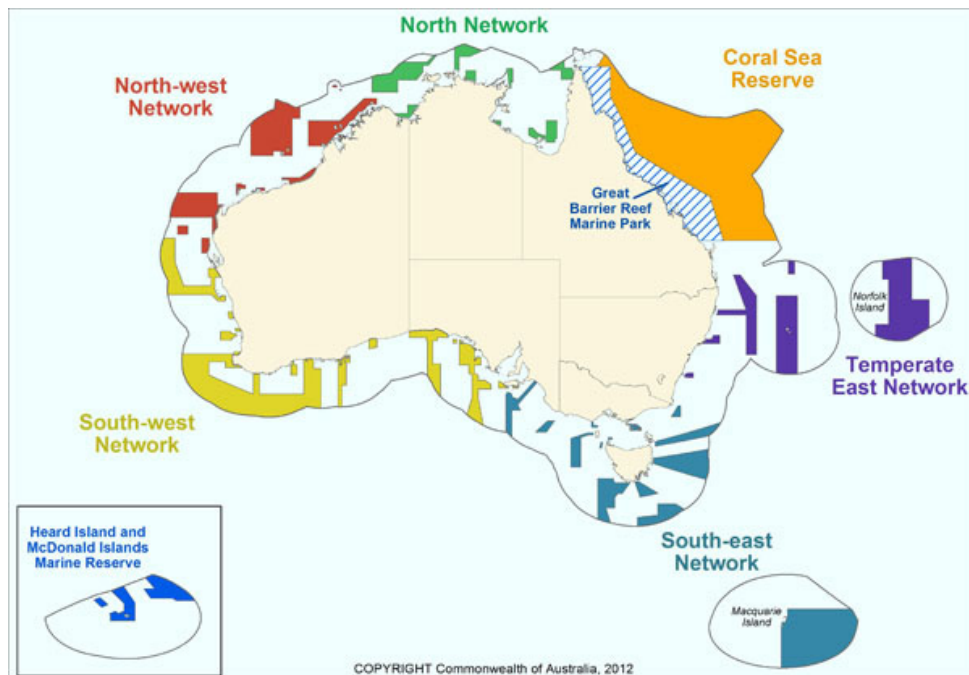 North Network
North-west
Network
Coral Sea
Reserve
Great
Barrier Reef
Marine Park
Norfolk
Island
Temperate
East Network
South-west
Network
South-east
Network
Heard Island and
McDonald Islands
Marine Reserve
Macquarie
Island
COPYRIGHT Commonwealth of Australia, 2012